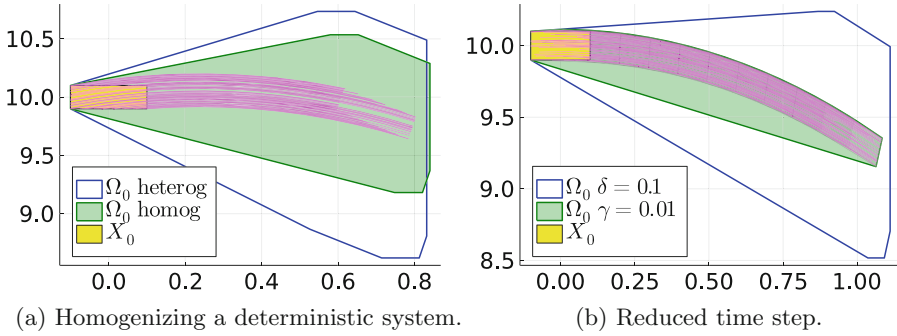 10.5
10.0
9.5
9.0
Ω₀ heterog
Ω₀ homog
X₀
0.0 0.2 0.4 0.6 0.8
(a) Homogenizing a deterministic system.
10.0
9.5
9.0
8.5
Ω₀ δ = 0.1
Ω₀ γ = 0.01
X₀
0.00 0.25 0.50 0.75 1.00
(b) Reduced time step.